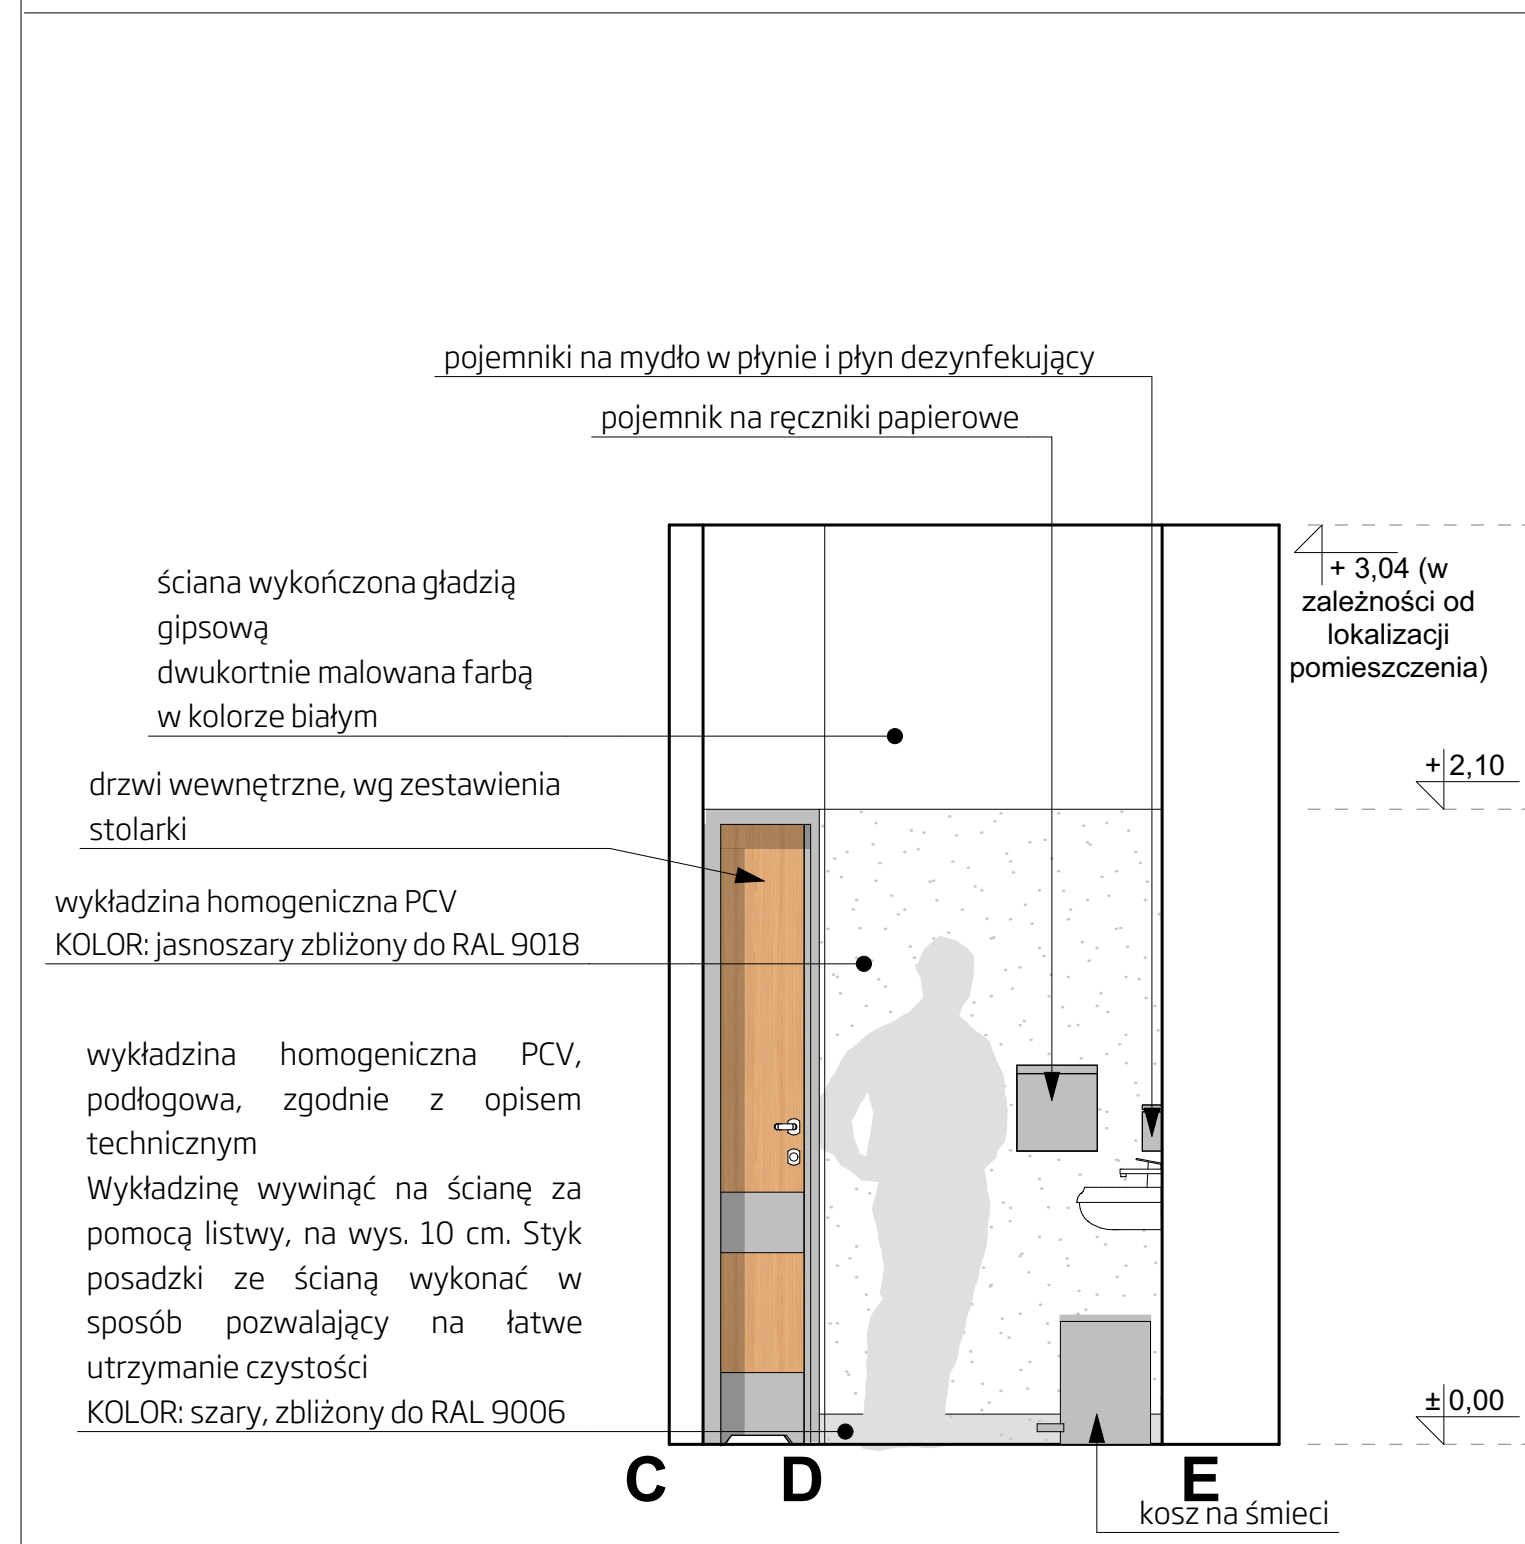 pojemniki na mydło w płynie i płyn dezynfekujący
pojemnik na ręczniki papierowe
ściana wykończona gładzią
gipsową
dwukortnie malowana farbą
w kolorze białym
drzwi wewnętrzne, wg zestawienia
stolarki
wykładzina homogeniczna PCV
KOLOR: jasnoszary zbliżony do RAL 9018
wykładzina homogeniczna PCV,
podłogowa, zgodnie z opisem
technicznym
Wykładzinę wywinąć na ścianę za
pomocą listwy, na wys. 10 cm. Styk
posadzki ze ścianą wykonać w
sposób pozwalający na łatwe
utrzymanie czystości
KOLOR: szary, zbliżony do RAL 9006
+ 3,04 (w
zależności od
lokalizacji
pomieszczenia)
+ 2,10
± 0,00
C D E
kosz na śmieci